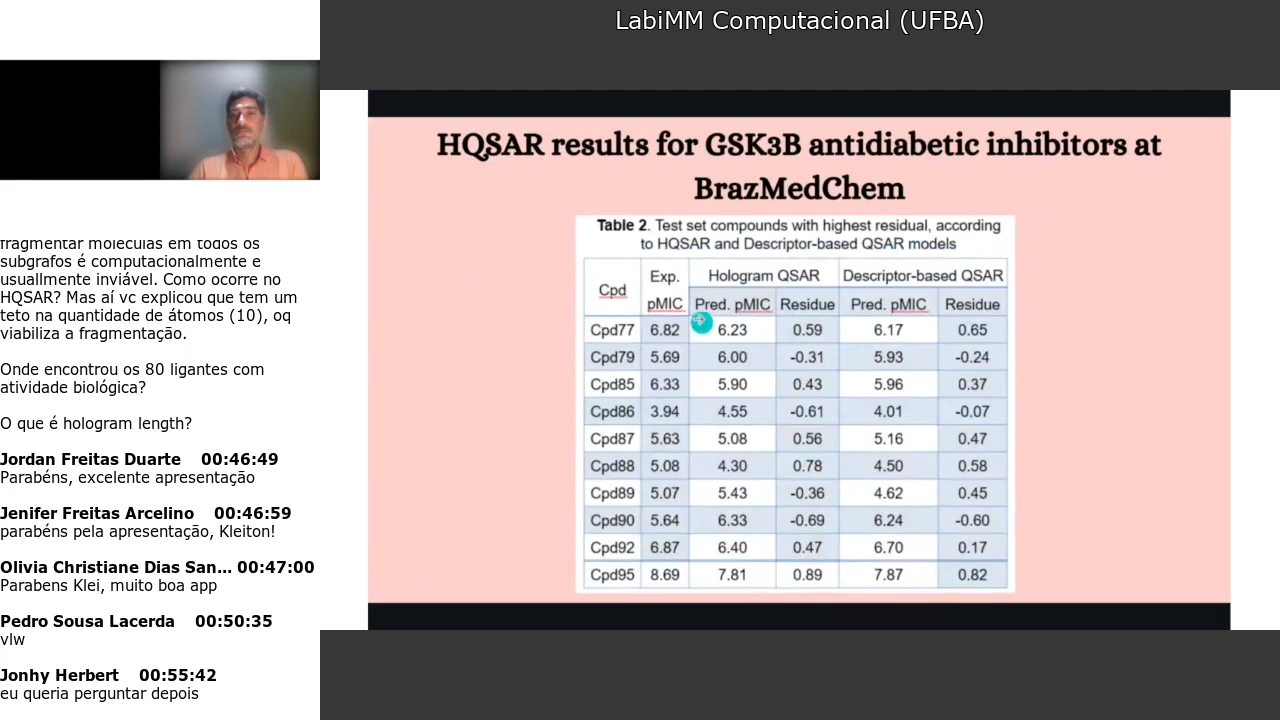 LabiMM Computacional (UFBA)
fragmentar moléculas em todos os
subgrafos é computacionalmente e
usuallmente inviável. Como ocorre no
HQSAR? Mas aí vc explicou que tem um
teto na quantidade de átomos (10), oq
viabiliza a fragmentação.
Onde encontrou os 80 ligantes com
atividade biológica?
O que é hologram length?
Jordan Freitas Duarte 00:46:49
Parabéns, excelente apresentação
Jenifer Freitas Arcelino 00:46:59
parabéns pela apresentação, Kleiton!
Olivia Christiane Dias San... 00:47:00
Parabens Klei, muito boa app
Pedro Sousa Lacerda 00:50:35
vlw
Jonhy Herbert 00:55:42
eu queria perguntar depois
HQSAR results for GSK3B antidiabetic inhibitors at
BrazMedChem
Table 2. Test set compounds with highest residual, according
to HQSAR and Descriptor-based QSAR models
Cpd Exp. pMIC Hologram QSAR Descriptor-based QSAR
Pred. pMIC Residue Pred. pMIC Residue
Cpd77 6.82 6.23 0.59 6.17 0.65
Cpd79 5.69 6.00 -0.31 5.93 -0.24
Cpd85 6.33 5.90 0.43 5.96 0.37
Cpd86 3.94 4.55 -0.61 4.01 -0.07
Cpd87 5.63 5.08 0.56 5.16 0.47
Cpd88 5.08 4.30 0.78 4.50 0.58
Cpd89 5.07 5.43 -0.36 4.62 0.45
Cpd90 5.64 6.33 -0.69 6.24 -0.60
Cpd92 6.87 6.40 0.47 6.70 0.17
Cpd95 8.69 7.81 0.89 7.87 0.82